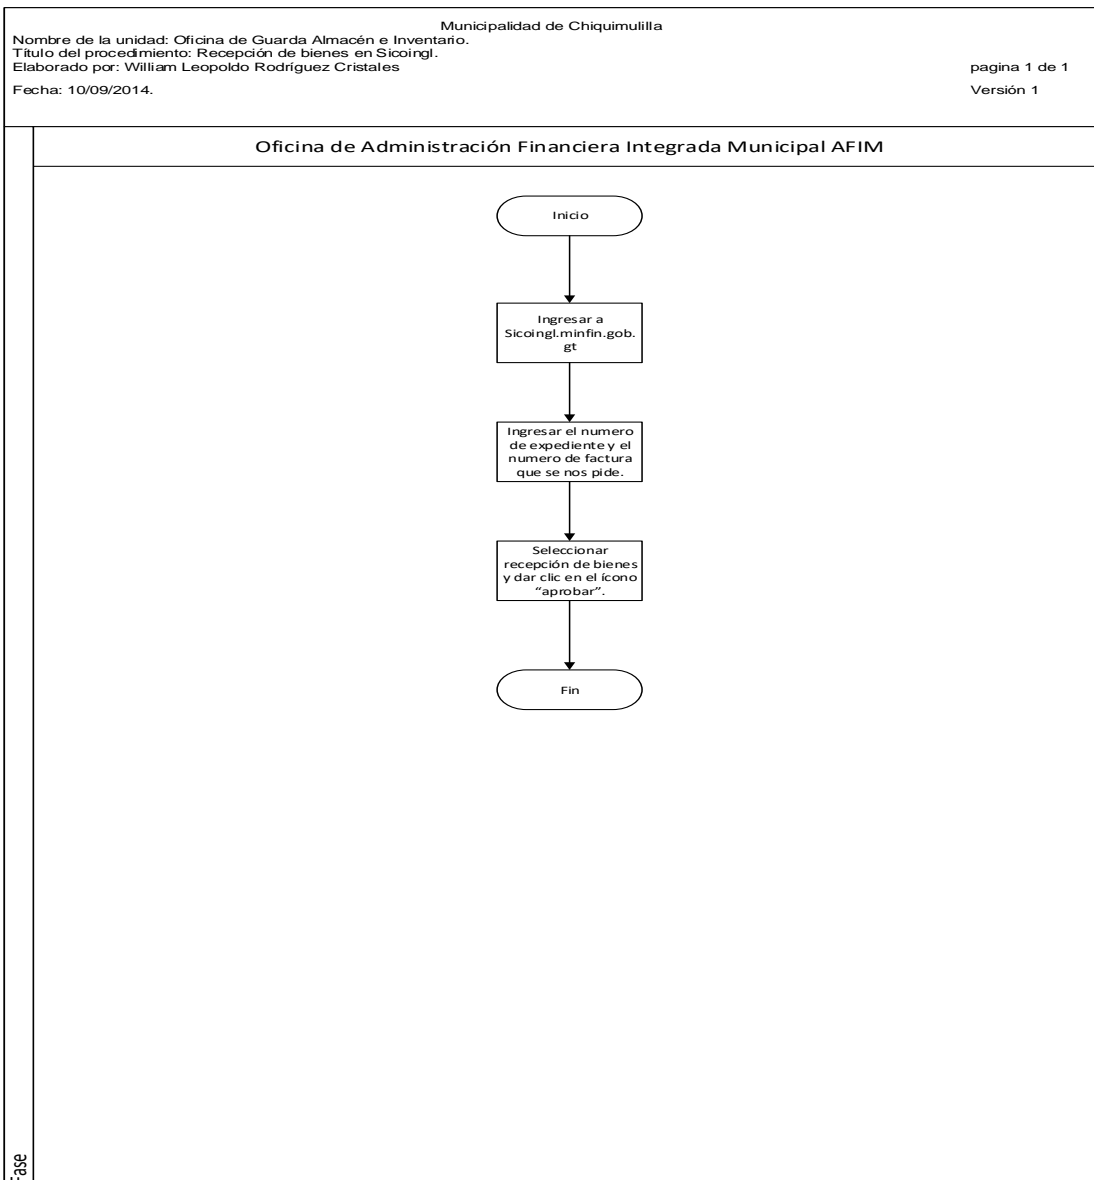 Municipalidad de Chiquimulilla
Nombre de la unidad: Oficina de Guarda Almacén e Inventario.
Título del procedimiento: Recepción de bienes en Sicoingl.
Elaborado por: William Leopoldo Rodríguez Cristales
pagina 1 de 1
Fecha: 10/09/2014.
Versión 1
Oficina de Administración Financiera Integrada Municipal AFIM
Inicio
Ingresar a
Sicoingl.minfin.gob.
gt
Ingresar el numero
de expediente y el
numero de factura
que se nos pide.
Seleccionar
recepción de bienes
y dar clic en el ícono
“aprobar”.
Fin
Fase